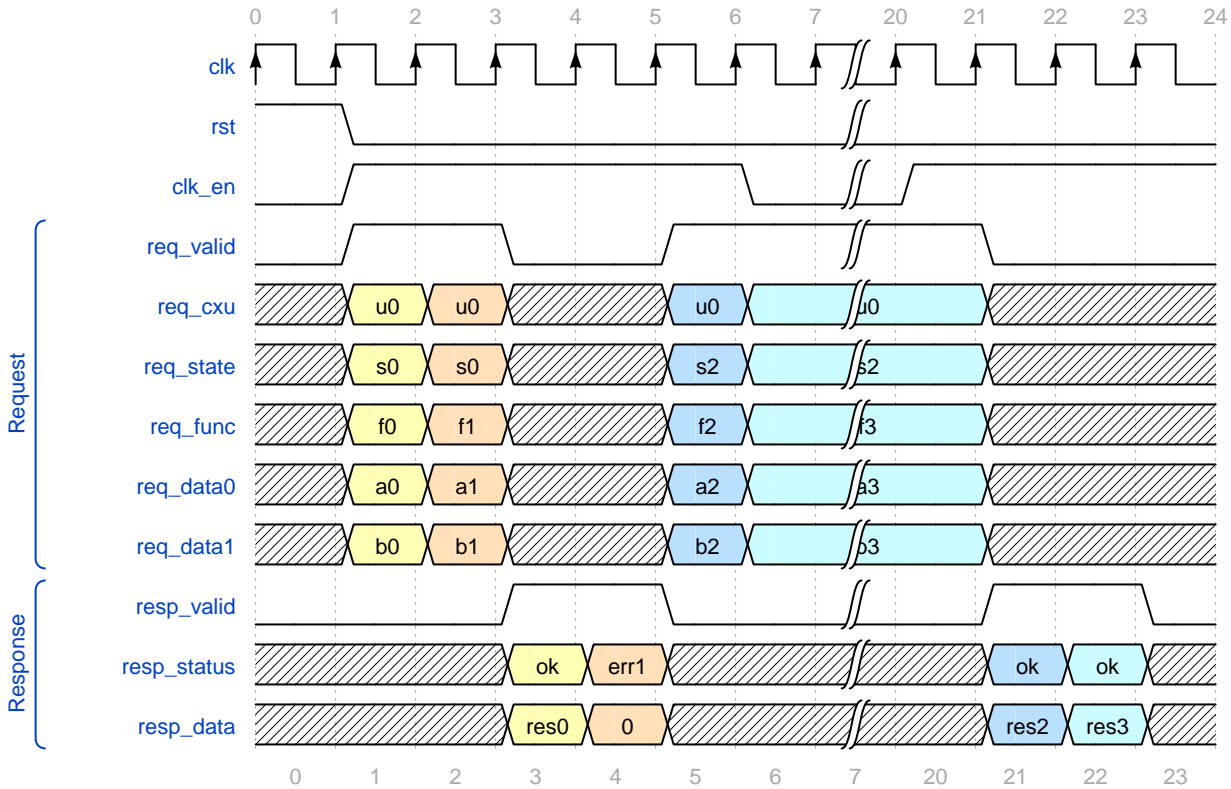 0 1 2 3 4 5 6 7 20 21 22 23 24
clk
rst
clk_en
Request
req_valid
req_cxu u0 u0 u0 u0
req_state s0 s0 s2 s2
req_func f0 f1 f2 f3
req_data0 a0 a1 a2 a3
req_data1 b0 b1 b2 b3
Response
resp_valid
resp_status ok err1 ok ok
resp_data res0 0 res2 res3
0 1 2 3 4 5 6 7 20 21 22 23